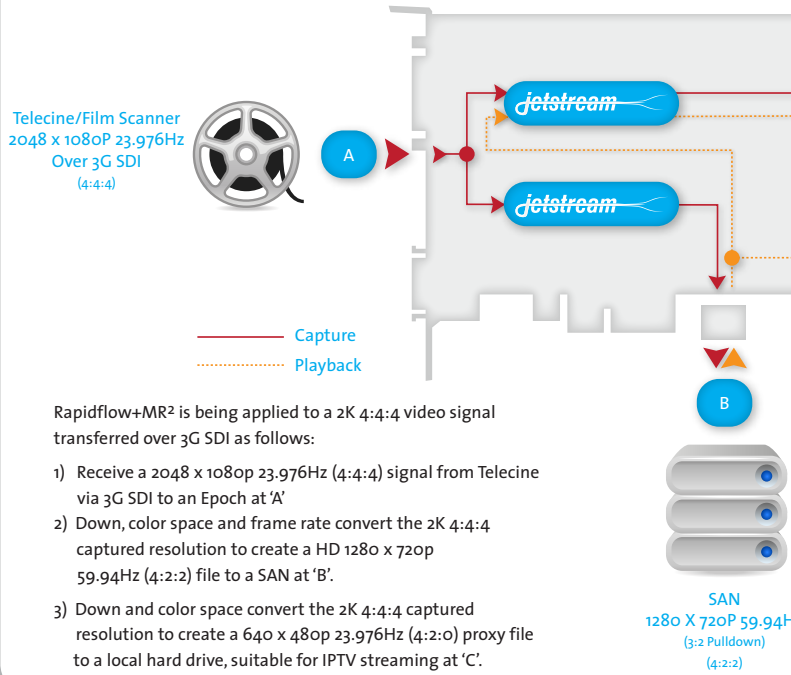 Telecine/Film Scanner
2048 x 1080P 23.976Hz
Over 3G SDI
(4:4:4)
A
jetstream
jetstream
Capture
Playback
B
Rapidflow+MR² is being applied to a 2K 4:4:4 video signal
transferred over 3G SDI as follows:
1) Receive a 2048 x 1080p 23.976Hz (4:4:4) signal from Telecine
via 3G SDI to an Epoch at ‘A’
2) Down, color space and frame rate convert the 2K 4:4:4
captured resolution to create a HD 1280 x 720p
59.94Hz (4:2:2) file to a SAN at ‘B’.
3) Down and color space convert the 2K 4:4:4 captured
resolution to create a 640 x 480p 23.976Hz (4:2:0) proxy file
to a local hard drive, suitable for IPTV streaming at ‘C’.
SAN
1280 X 720P 59.94H
(3:2 Pulldown)
(4:2:2)